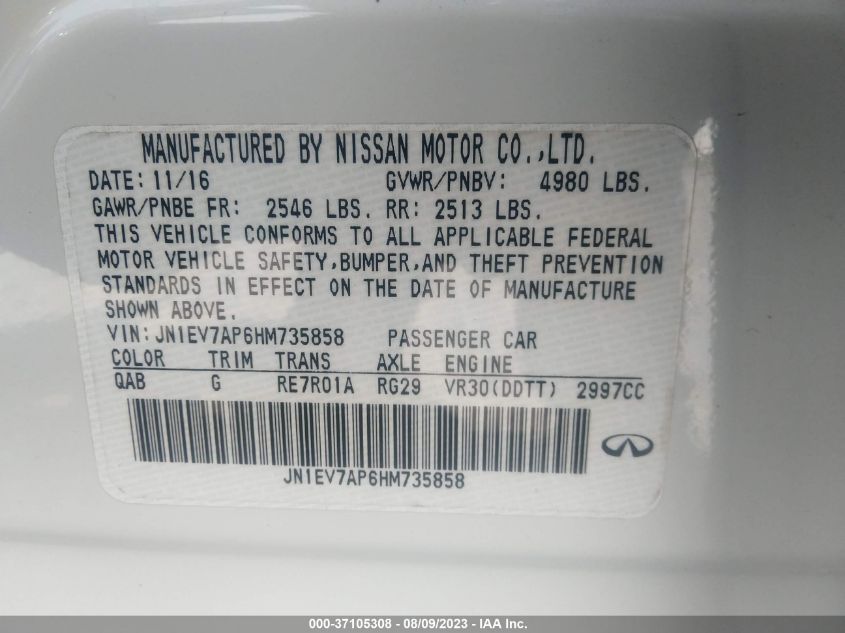 MANUFACTURED BY NISSAN MOTOR CO.,LTD.
DATE: 11/16 GVWR/PNBV: 4980 LBS.
GAWR/PNBE FR: 2546 LBS. RR: 2513 LBS.
THIS VEHICLE CONFORMS TO ALL APPLICABLE FEDERAL
MOTOR VEHICLE SAFETY,BUMPER,AND THEFT PREVENTION
STANDARDS IN EFFECT ON THE DATE OF MANUFACTURE
SHOWN ABOVE.
VIN:JN1EV7AP6HM735858 PASSENGER CAR
COLOR TRIM TRANS AXLE ENGINE
QAB G RE7R01A RG29 VR30(DDTT) 2997CC
JN1EV7AP6HM735858
000-37105308 - 08/09/2023 - IAA Inc.